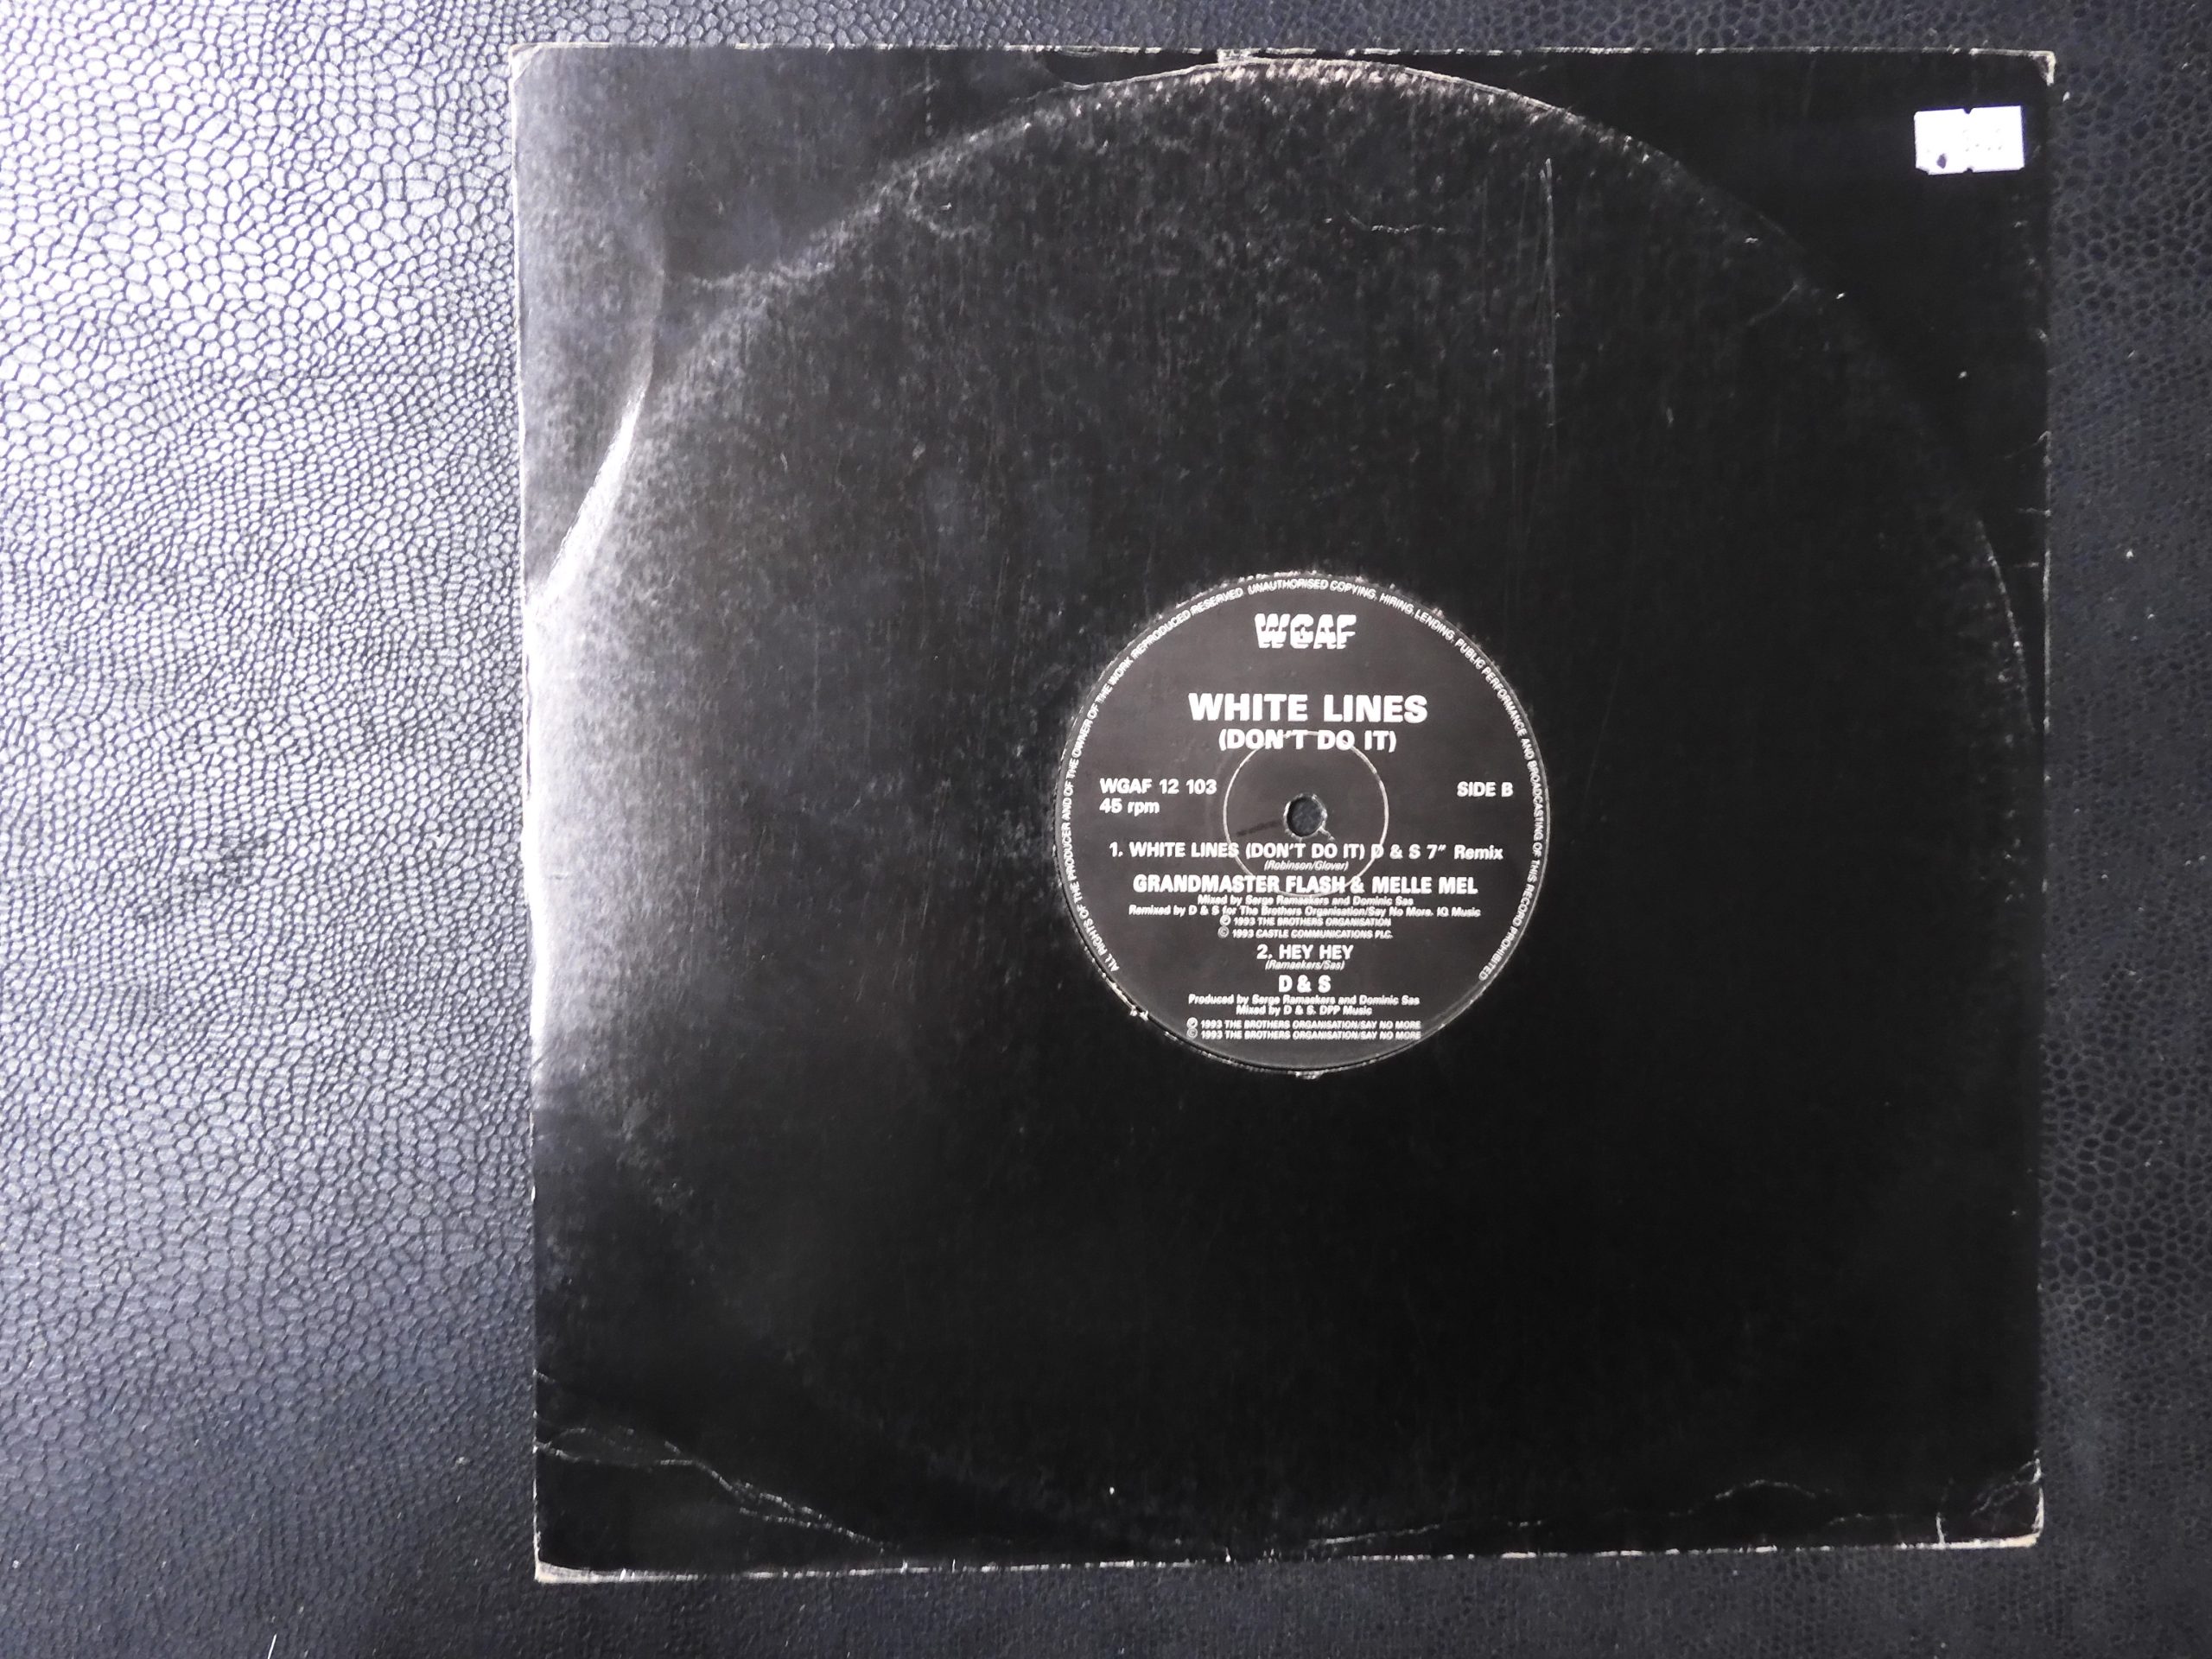 ALL RIGHTS OF THE PRODUCER AND OF THE OWNER OF THE WORK REPRODUCED RESERVED UNAUTHORISED COPYING, HIRING, LENDING, PUBLIC PERFORMANCE AND BROADCASTING OF THIS RECORD PROHIBITED
WGAF
WHITE LINES
(DON'T DO IT)
WGAF 12 103
SIDE B
45 rpm
1. WHITE LINES (DON'T DO IT) D & S 7" Remix
(Robinson/Glover)
GRANDMASTER FLASH & MELLE MEL
Mixed by Serge Ramaekers and Dominic Sas
Remixed by D & S for The Brothers Organisation/Say No More. IQ Music
℗ 1993 THE BROTHERS ORGANISATION
© 1993 CASTLE COMMUNICATIONS PLC.
2. HEY HEY
(Ramaekers/Sas)
D & S
Produced by Serge Ramaekers and Dominic Sas
Mixed by D & S. DPP Music
℗ 1993 THE BROTHERS ORGANISATION/SAY NO MORE
© 1993 THE BROTHERS ORGANISATION/SAY NO MORE